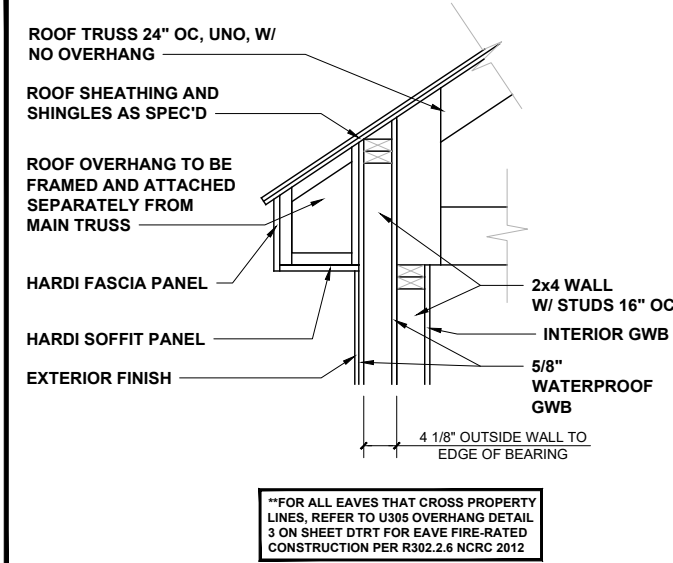 ROOF TRUSS 24" OC, UNO, W/
NO OVERHANG
ROOF SHEATHING AND
SHINGLES AS SPEC'D
ROOF OVERHANG TO BE
FRAMED AND ATTACHED
SEPARATELY FROM
MAIN TRUSS
HARDI FASCIA PANEL
HARDI SOFFIT PANEL
EXTERIOR FINISH
2x4 WALL
W/ STUDS 16" OC
INTERIOR GWB
5/8"
WATERPROOF
GWB
4 1/8" OUTSIDE WALL TO
EDGE OF BEARING
**FOR ALL EAVES THAT CROSS PROPERTY
LINES, REFER TO U305 OVERHANG DETAIL
3 ON SHEET DTRT FOR EAVE FIRE-RATED
CONSTRUCTION PER R302.2.6 NCRC 2012